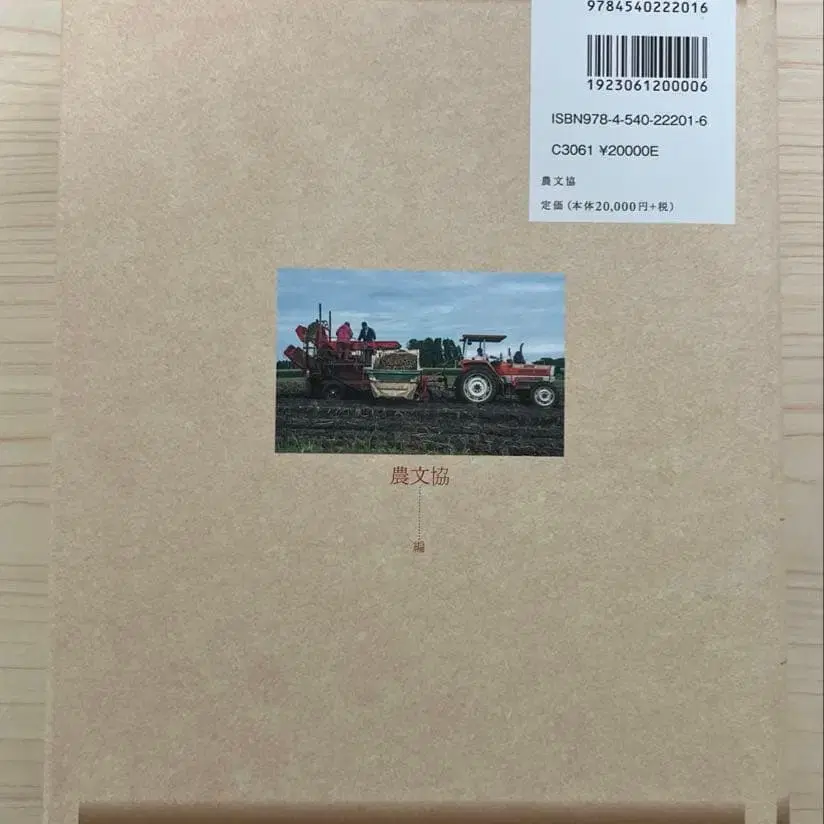 9784540222016
1923061200006
ISBN978-4-540-22201-6
C3061 ¥20000E
農文協
定価(本体20,000円+税)
農文協
編